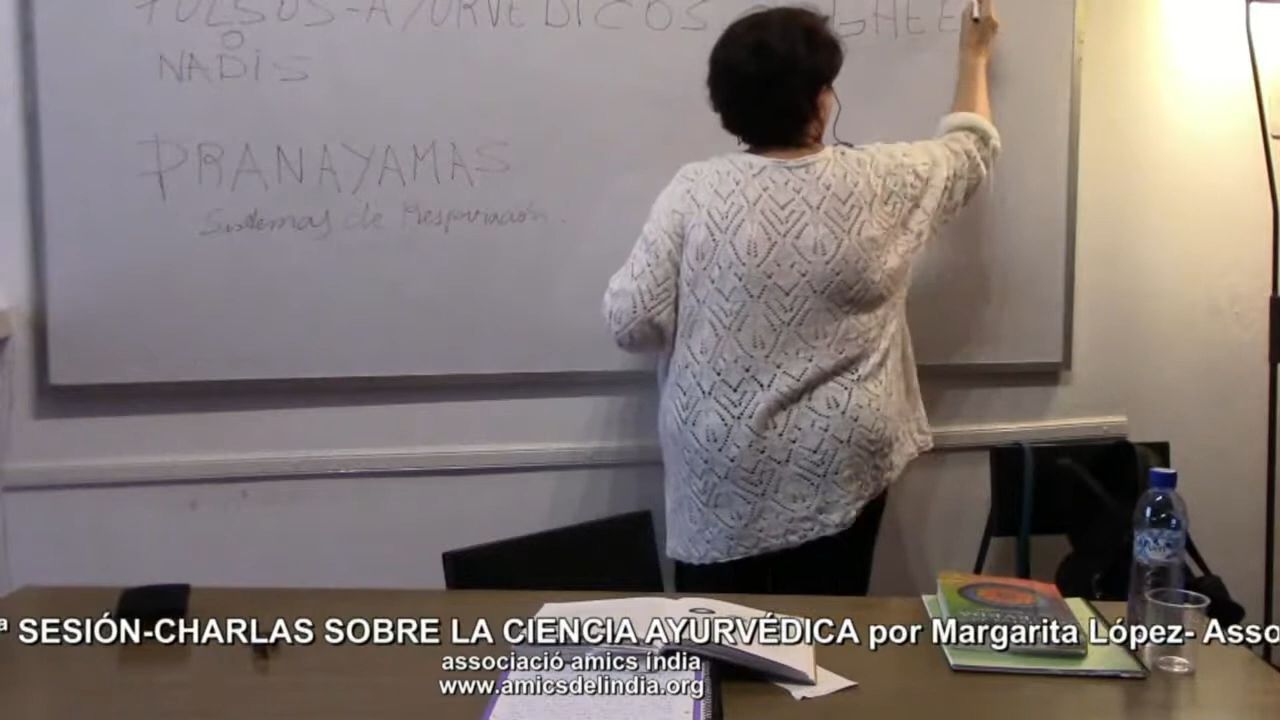 PULSOS-AYURVEDICOS GHEE
O
NADIS
PRANAYAMAS
Sistemas de Respiración.
ª SESIÓN-CHARLAS SOBRE LA CIENCIA AYURVÉDICA por Margarita López- Asso
associació amics índia
www.amicsdelindia.org